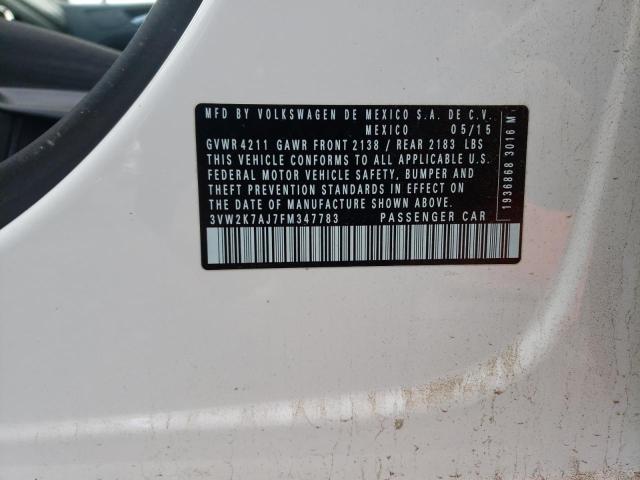 MFD BY VOLKSWAGEN DE MEXICO S.A. DE C.V.
MEXICO 05/15
GVWR 4211 GAWR FRONT 2138 / REAR 2183 LBS
THIS VEHICLE CONFORMS TO ALL APPLICABLE U.S.
FEDERAL MOTOR VEHICLE SAFETY, BUMPER AND
THEFT PREVENTION STANDARDS IN EFFECT ON
THE DATE OF MANUFACTURE SHOWN ABOVE.
3VW2K7AJ7FM347783 PASSENGER CAR
1936868 3016 M